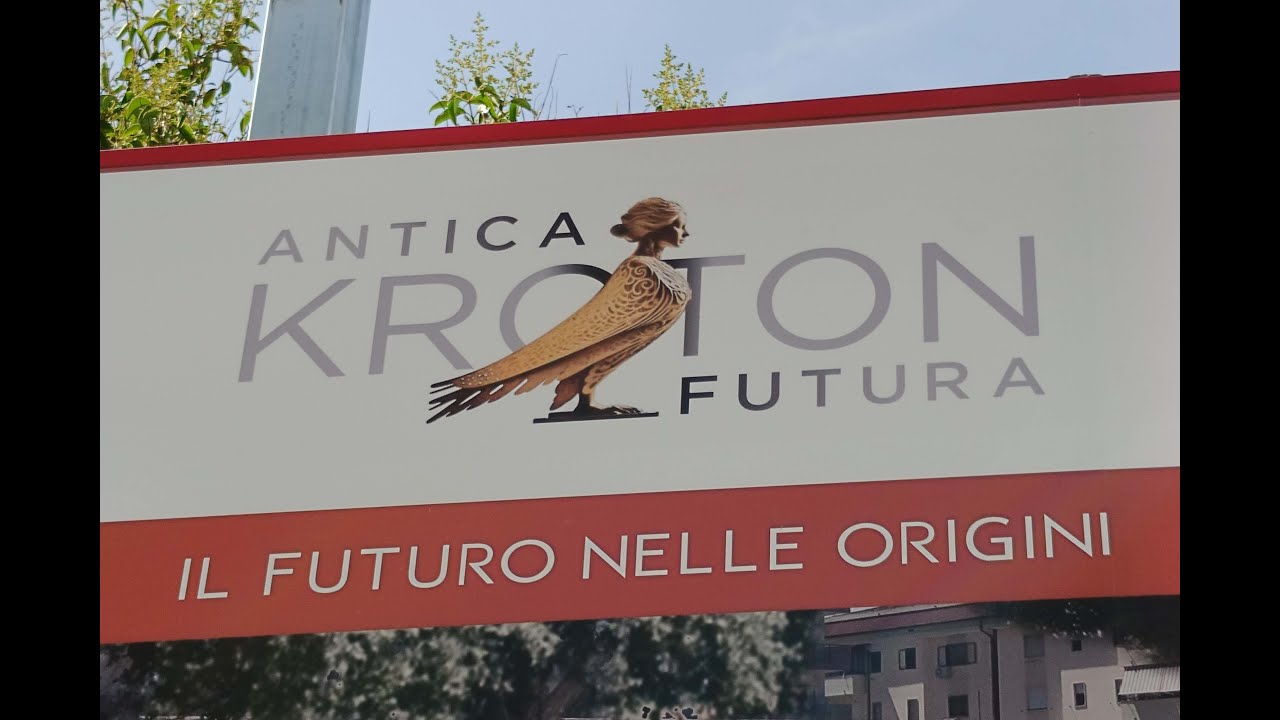 ANTICA
KROTON
FUTURA
IL FUTURO NELLE ORIGINI